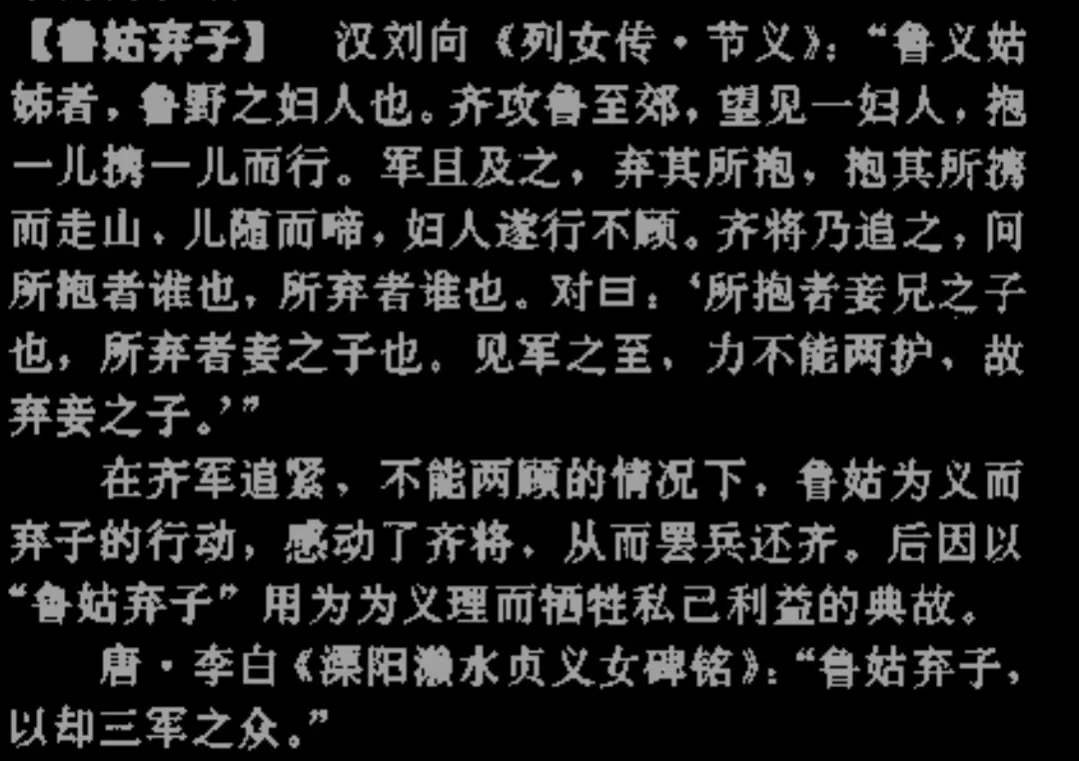 【鲁姑弃子】 汉刘向《列女传·节义》：“鲁义姑
姊者，鲁野之妇人也。齐攻鲁至郊，望见一妇人，抱
一儿携一儿而行。军且及之，弃其所抱，抱其所携
而走山，儿随而啼，妇人遂行不顾。齐将乃追之，问
所抱者谁也，所弃者谁也。对曰：‘所抱者妾兄之子
也，所弃者妾之子也。见军之至，力不能两护，故
弃妾之子。’”
在齐军追紧，不能两顾的情况下，鲁姑为义而
弃子的行动，感动了齐将，从而罢兵还齐。后因以
“鲁姑弃子”用为为义理而牺牲私己利益的典故。
唐·李白《溧阳濑水贞义女碑铭》：“鲁姑弃子，
以却三军之众。”